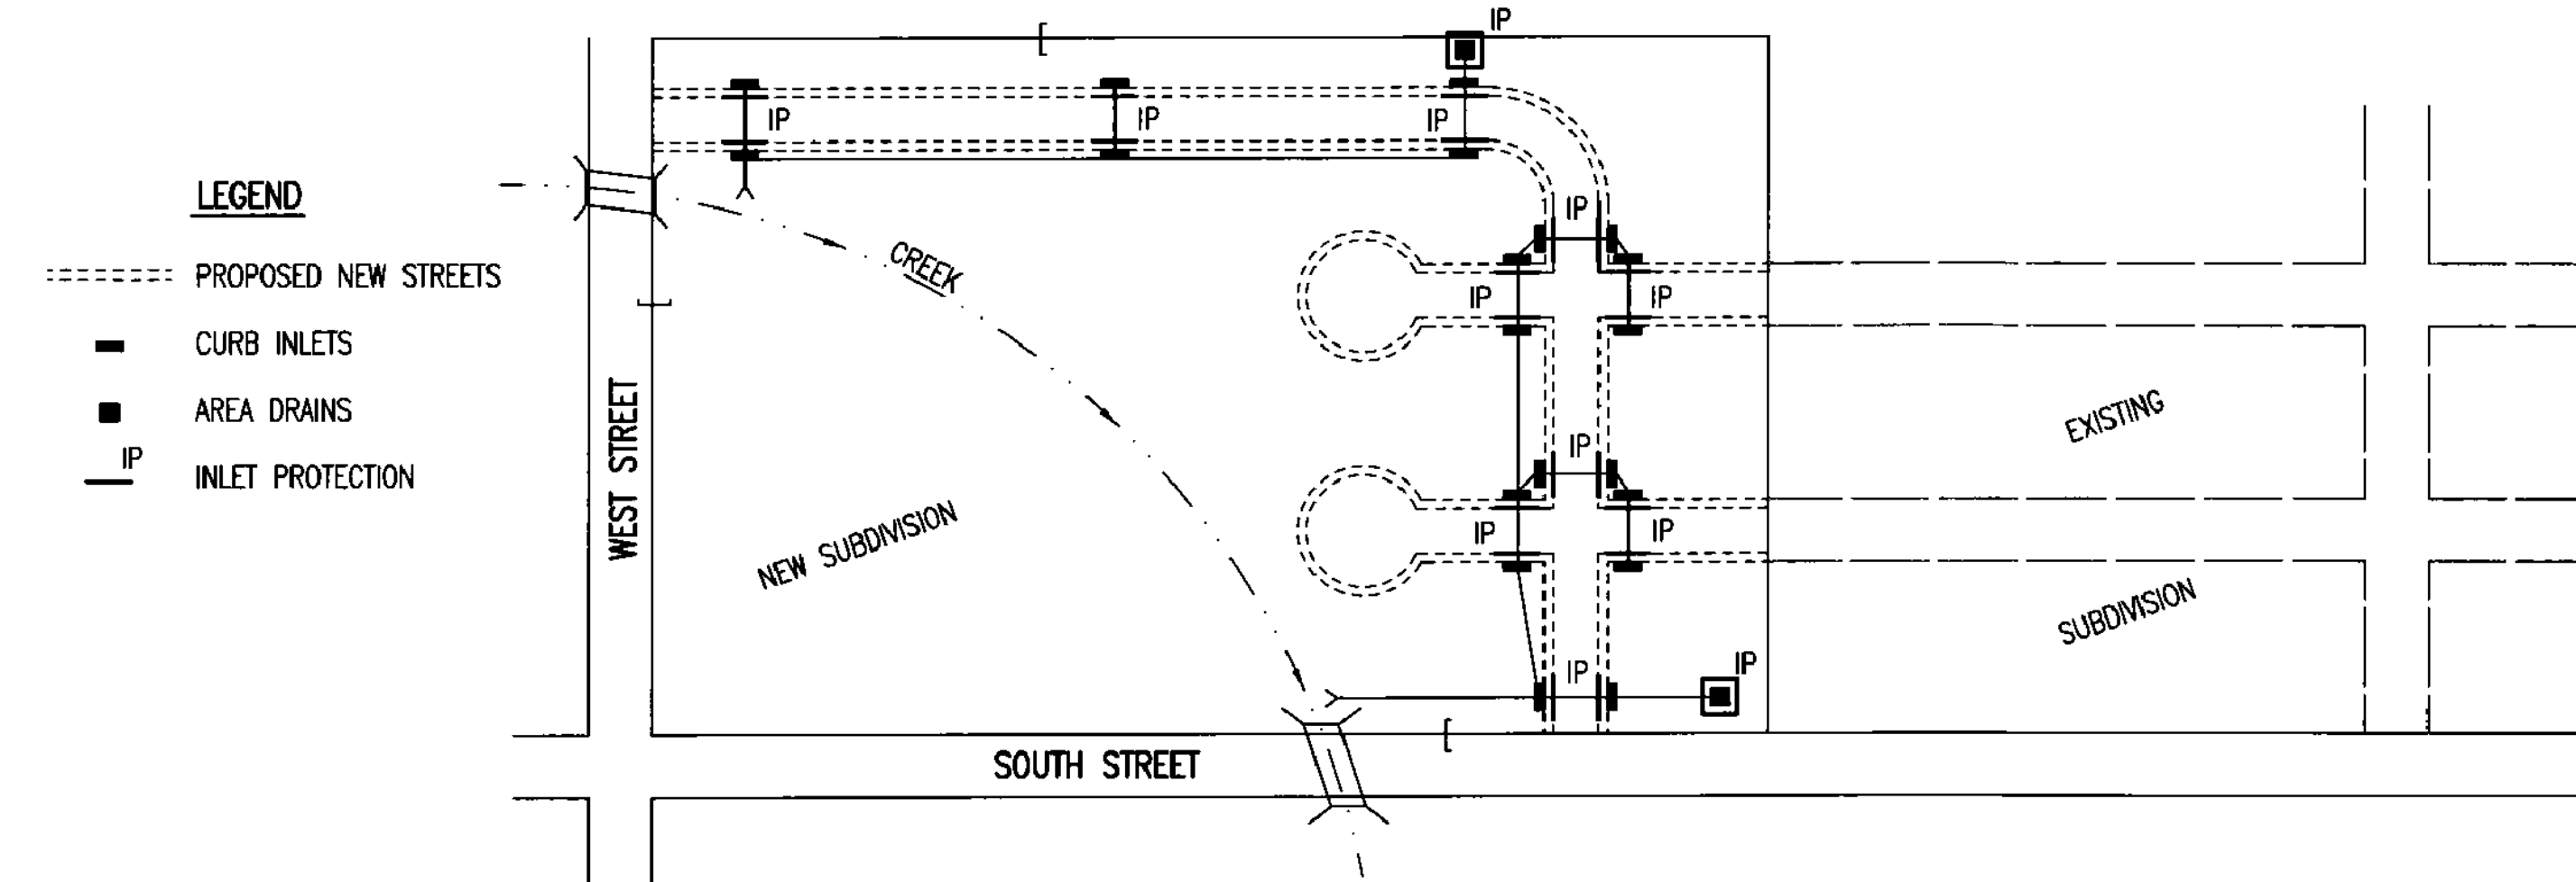 LEGEND
PROPOSED NEW STREETS
CURB INLETS
AREA DRAINS
IP
INLET PROTECTION
IP
IP
IP
IP
IP
IP
IP
IP
IP
IP
IP
IP
CREEK
WEST STREET
NEW SUBDIVISION
SOUTH STREET
EXISTING
SUBDIVISION